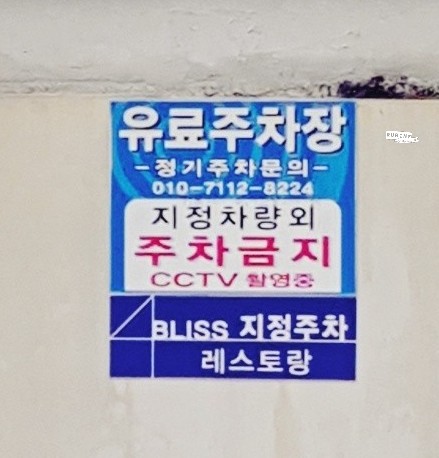 유료주차장
-정기주차문의-
010-7112-8224
지정차량외
주차금지
CCTV 촬영중
BLISS 지정주차
레스토랑